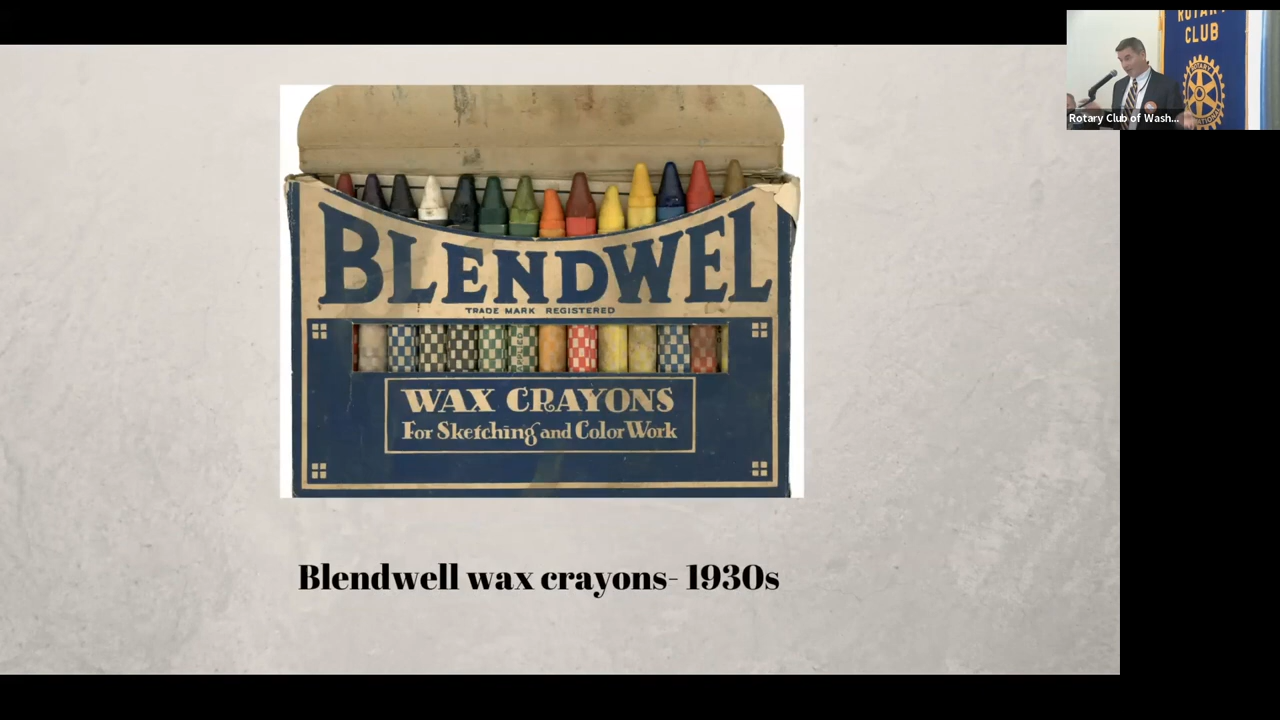 BLENDWEL
TRADE MARK REGISTERED
WAX CRAYONS
For Sketching and Color Work
Blendwell wax crayons- 1930s
ROTARY
CLUB
ROTARY
Rotary Club of Wash...